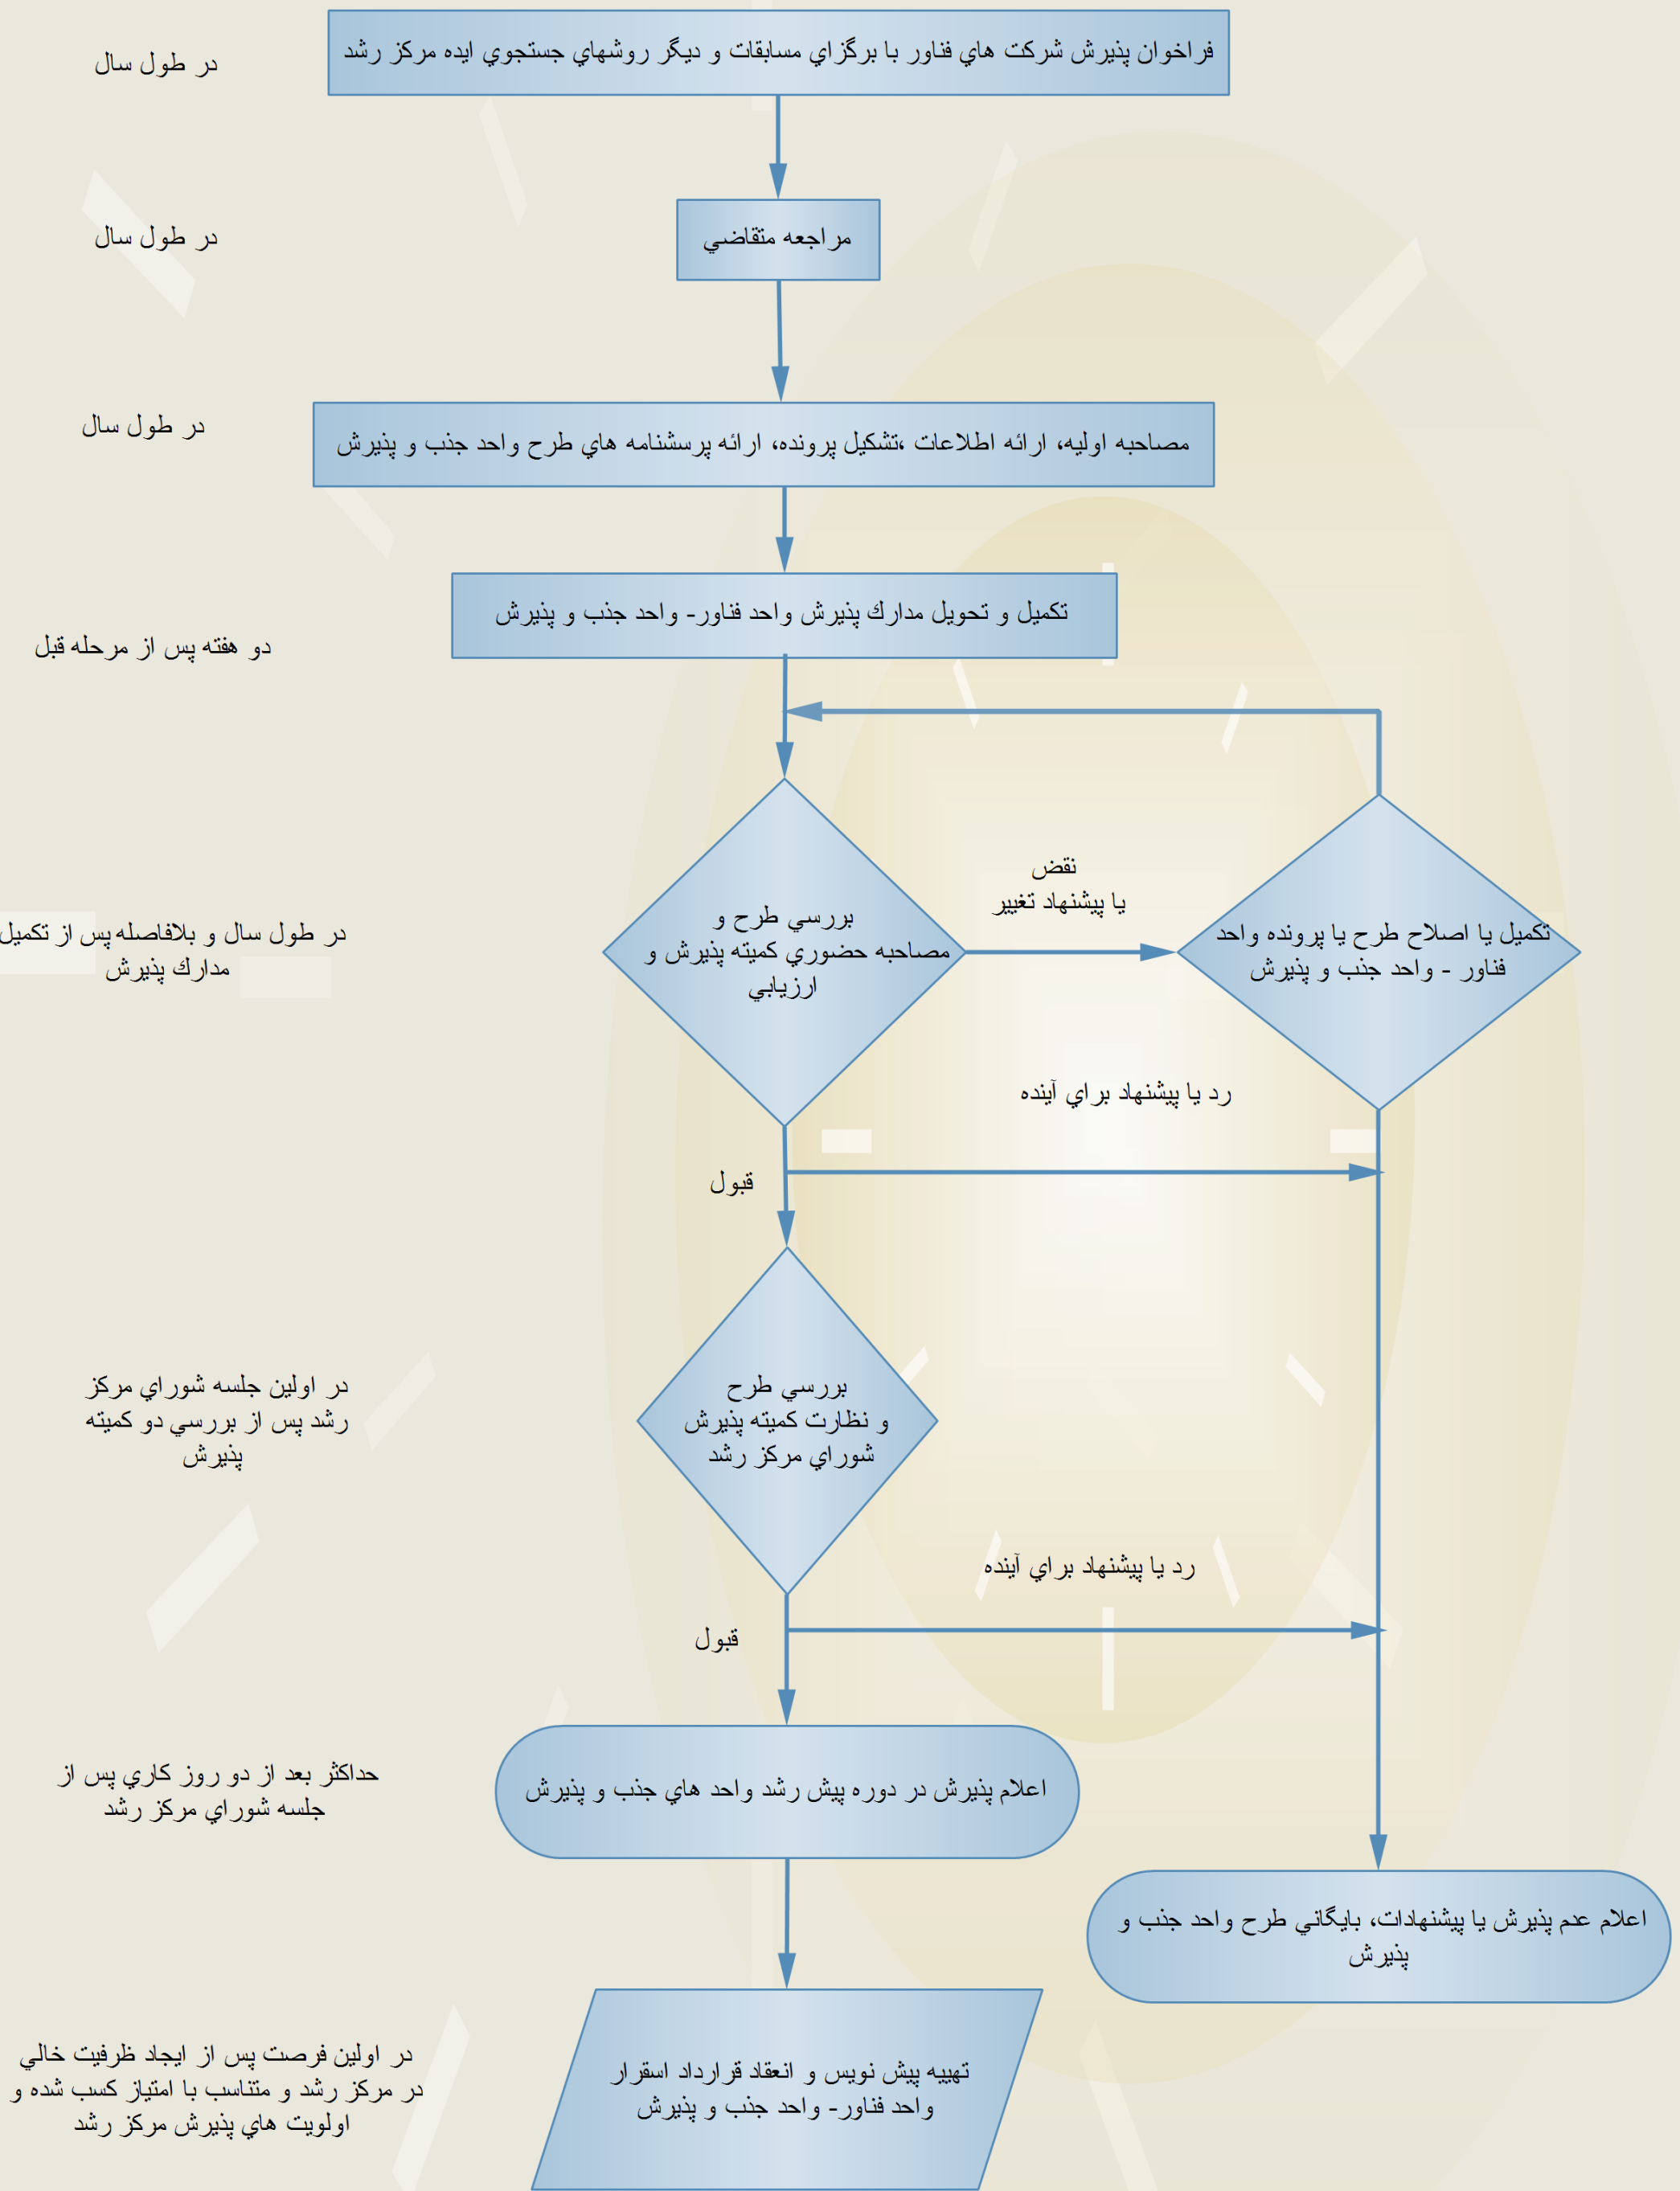 فراخوان پذيرش شركت هاي فناور با برگزاي مسابقات و ديگر روشهاي جستجوي ايده مركز رشد
در طول سال
مراجعه متقاضي
در طول سال
مصاحبه اوليه، ارائه اطلاعات ،تشكيل پرونده، ارائه پرسشنامه هاي طرح واحد جذب و پذيرش
در طول سال
تكميل و تحويل مدارك پذيرش واحد فناور- واحد جذب و پذيرش
دو هفته پس از مرحله قبل
نقض
يا پيشنهاد تغيير
تكميل يا اصلاح طرح يا پرونده واحد
فناور - واحد جذب و پذيرش
بررسي طرح و
مصاحبه حضوري كميته پذيرش و
ارزيابي
در طول سال و بلافاصله پس از تكميل
مدارك پذيرش
رد يا پيشنهاد براي آينده
قبول
بررسي طرح
و نظارت كميته پذيرش
شوراي مركز رشد
در اولين جلسه شوراي مركز
رشد پس از بررسي دو كميته
پذيرش
رد يا پيشنهاد براي آينده
قبول
اعلام پذيرش در دوره پيش رشد واحد هاي جذب و پذيرش
حداكثر بعد از دو روز كاري پس از
جلسه شوراي مركز رشد
اعلام عدم پذيرش يا پيشنهادات، بايگاني طرح واحد جذب و
پذيرش
تهييه پيش نويس و انعقاد قرارداد اسقرار
واحد فناور- واحد جذب و پذيرش
در اولين فرصت پس از ايجاد ظرفيت خالي
در مركز رشد و متناسب با امتياز كسب شده و
اولويت هاي پذيرش مركز رشد